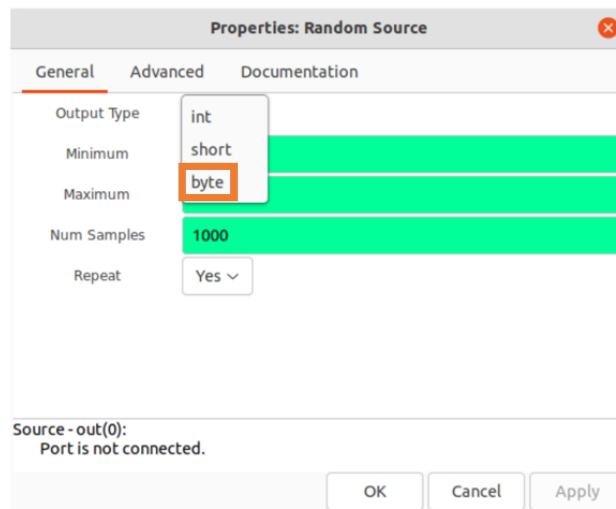 Properties: Random Source
General Advanced Documentation
Output Type
int
short
byte
Minimum
Maximum
Num Samples 1000
Repeat Yes
Source - out(0):
Port is not connected.
OK Cancel Apply